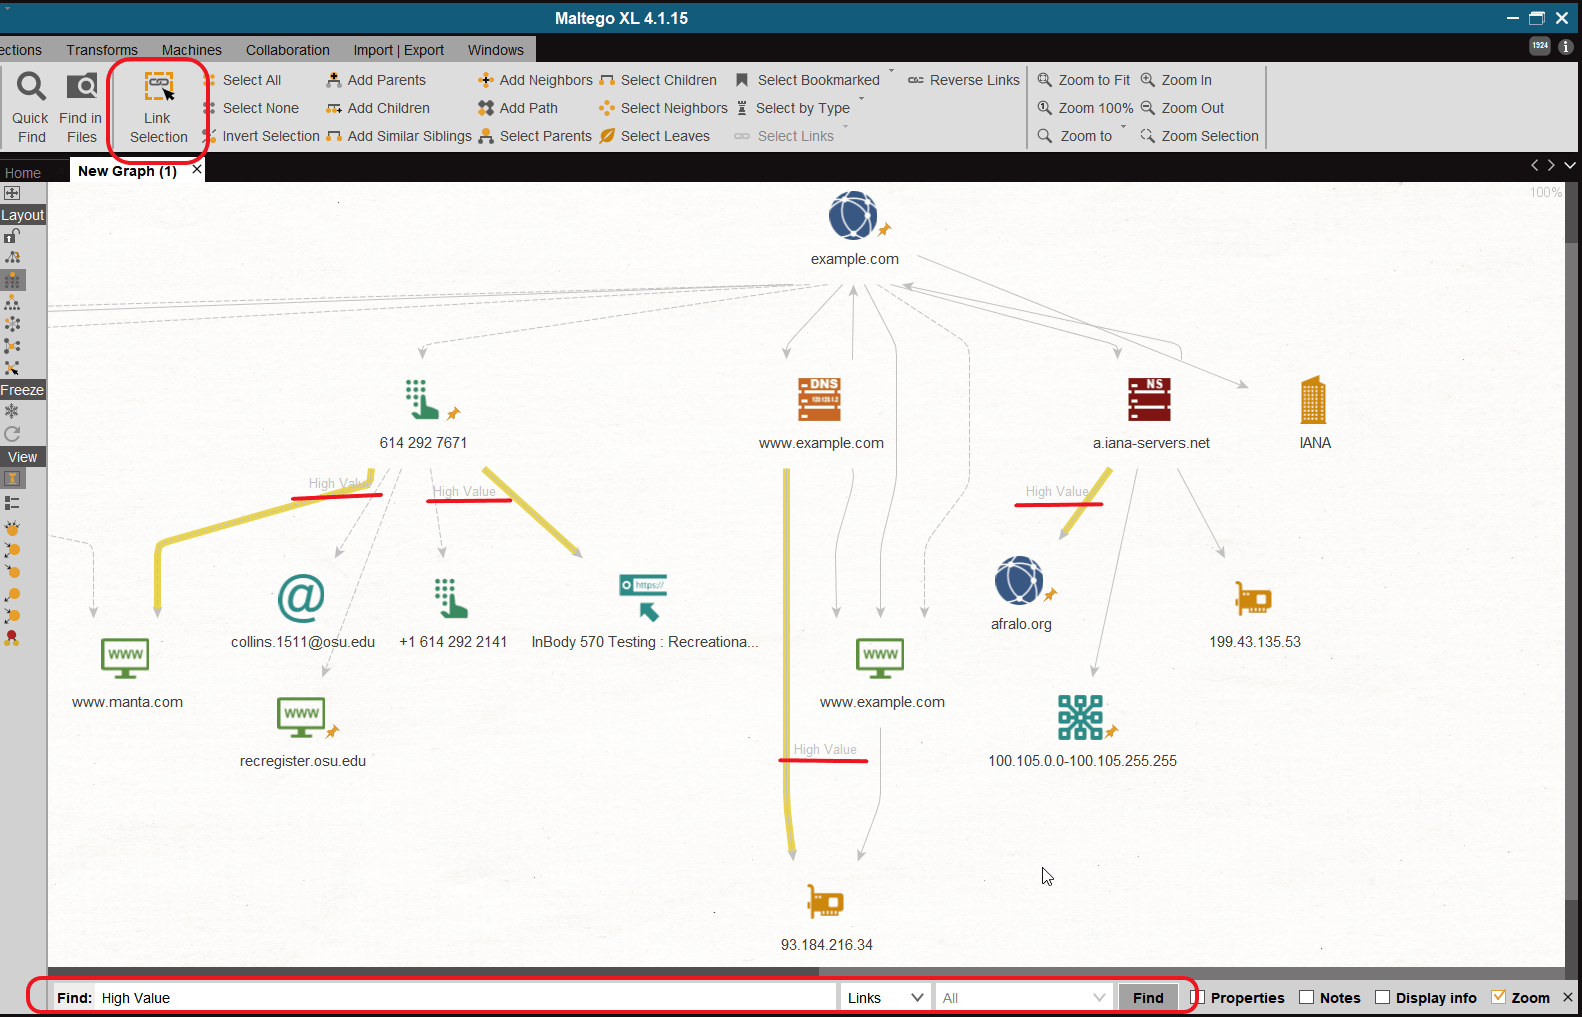 Maltego XL 4.1.15
ections Transforms Machines Collaboration Import | Export Windows
1924
Select All Add Parents Add Neighbors Select Children Select Bookmarked Reverse Links Zoom to Fit Zoom In
Quick Find
Find in Files
Link Selection
Select None Add Children Add Path Select Neighbors Select by Type Zoom 100% Zoom Out
Invert Selection Add Similar Siblings Select Parents Select Leaves Select Links Zoom to Zoom Selection
Home New Graph (1)
100%
Layout
Freeze
View
example.com
DNS
NS
614 292 7671
www.example.com
a.iana-servers.net
IANA
High Value
High Value
High Value
https://
collins.1511@osu.edu
+1 614 292 2141
InBody 570 Testing : Recreationa...
afralo.org
199.43.135.53
www
www
www.manta.com
www.example.com
www
recregister.osu.edu
100.105.0.0-100.105.255.255
High Value
93.184.216.34
Find: High Value Links All Find Properties Notes Display info Zoom